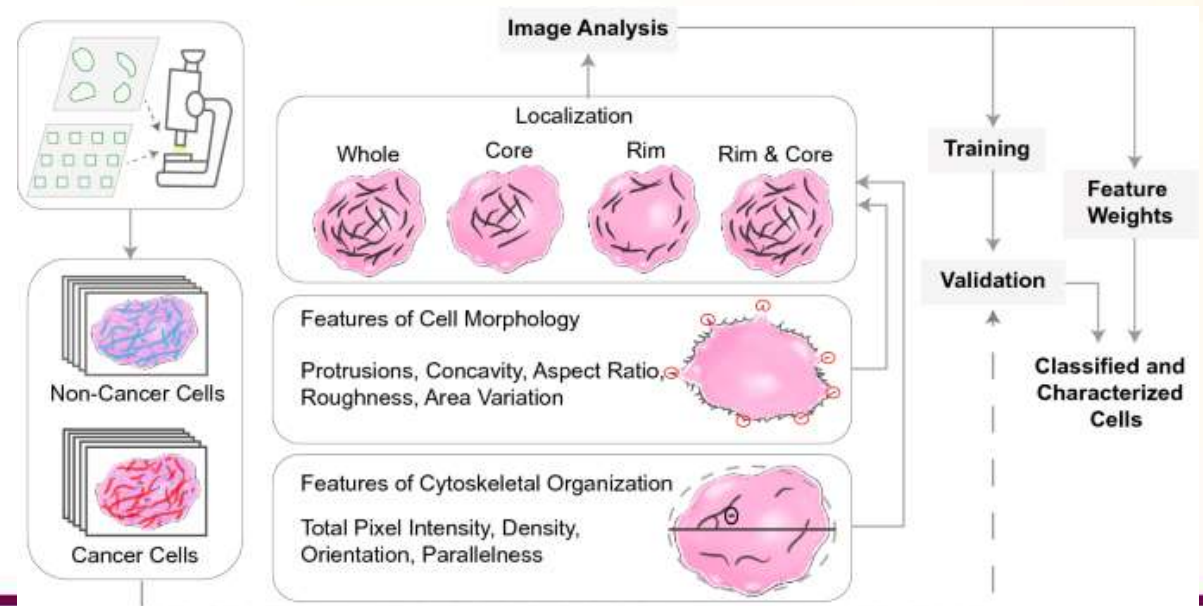 Image Analysis
Localization
Whole
Core
Rim
Rim & Core
Training
Feature
Weights
Validation
Non-Cancer Cells
Features of Cell Morphology
Protrusions, Concavity, Aspect Ratio,
Roughness, Area Variation
Classified and
Characterized
Cells
Cancer Cells
Features of Cytoskeletal Organization
Total Pixel Intensity, Density,
Orientation, Parallelness
Θ